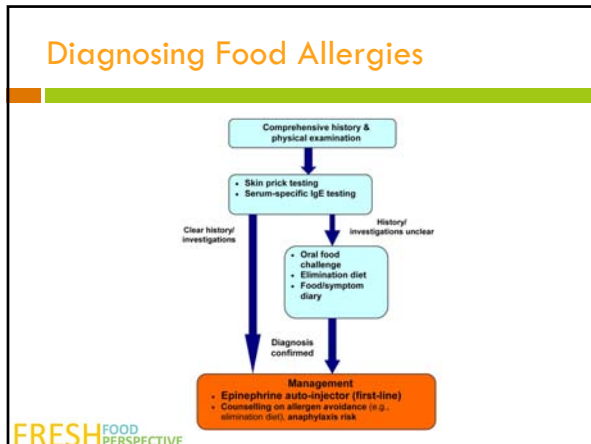 Diagnosing Food Allergies
Comprehensive history &
physical examination
• Skin prick testing
• Serum-specific IgE testing
Clear history/
investigations
History/
investigations unclear
• Oral food
challenge
• Elimination diet
• Food/symptom
diary
Diagnosis
confirmed
Management
• Epinephrine auto-injector (first-line)
• Counselling on allergen avoidance (e.g.,
elimination diet), anaphylaxis risk
FRESH FOOD
PERSPECTIVE